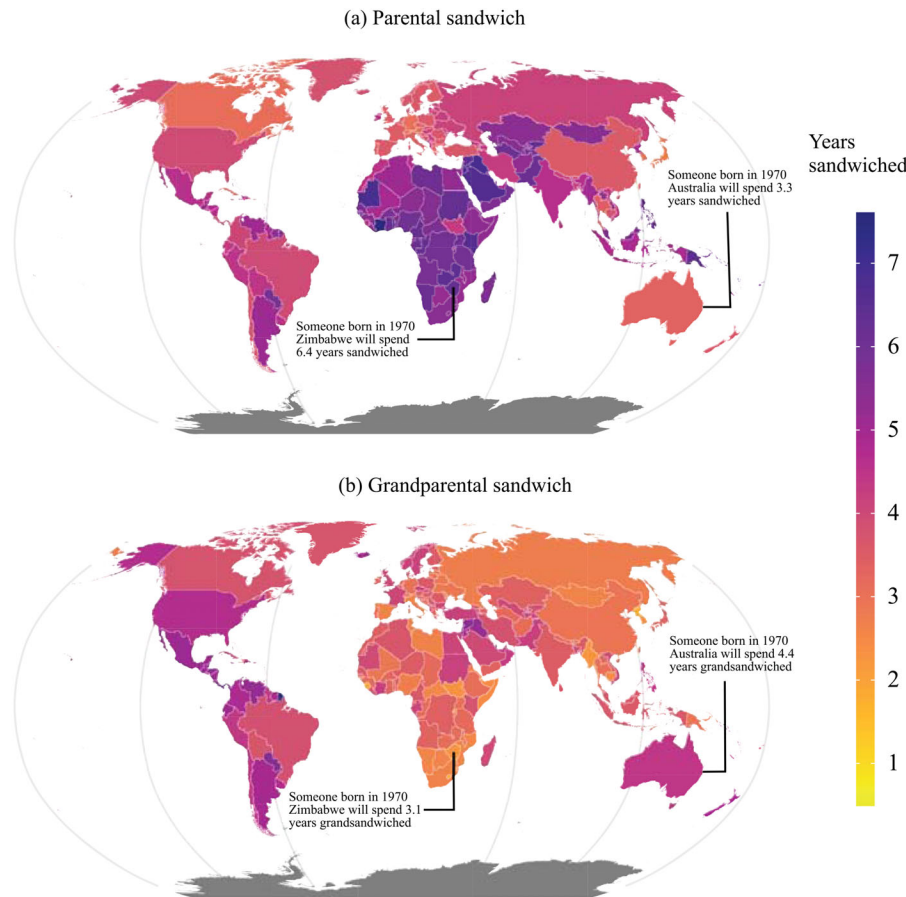 (a) Parental sandwich
Years
sandwiched
Someone born in 1970
Australia will spend 3.3
years sandwiched
Someone born in 1970
Zimbabwe will spend
6.4 years sandwiched
7
6
5
4
3
2
1
(b) Grandparental sandwich
Someone born in 1970
Australia will spend 4.4
years grandsandwiched
Someone born in 1970
Zimbabwe will spend 3.1
years grandsandwiched